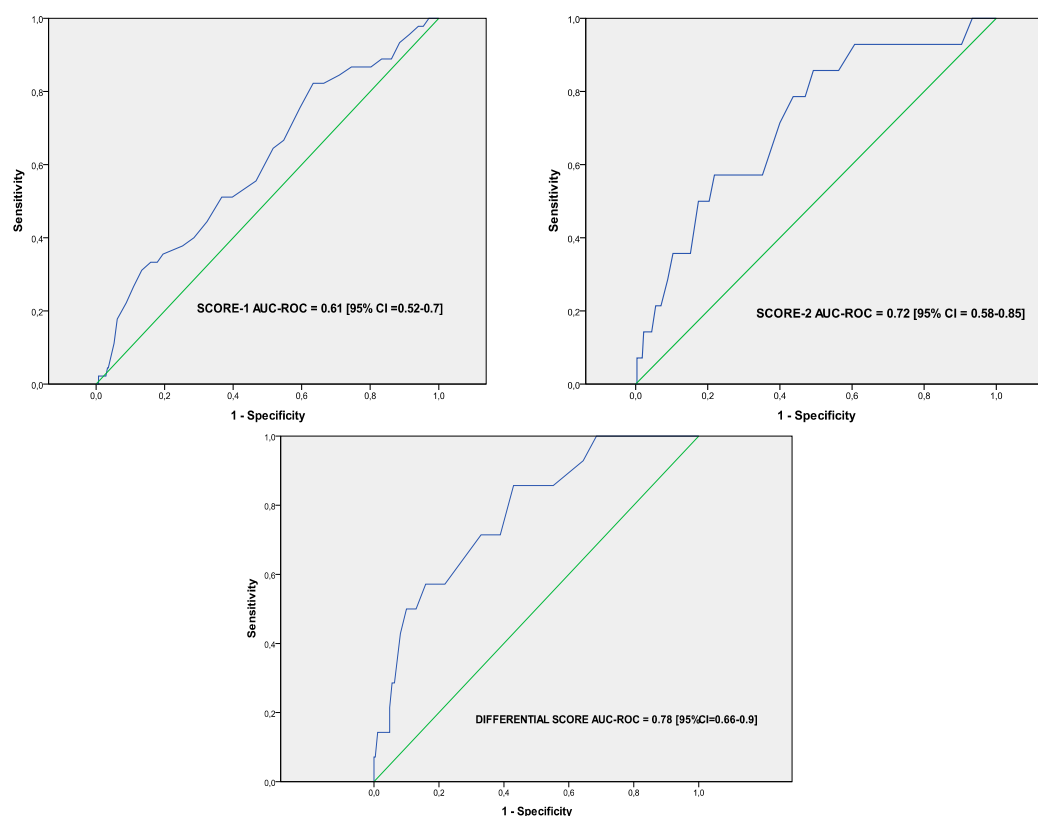 1,0
0,8
0,6
0,4
0,2
0,0
Sensitivity
0,0 0,2 0,4 0,6 0,8 1,0
1 - Specificity
SCORE-1 AUC-ROC = 0.61 [95% CI =0.52-0.7]
1,0
0,8
0,6
0,4
0,2
0,0
Sensitivity
0,0 0,2 0,4 0,6 0,8 1,0
1 - Specificity
SCORE-2 AUC-ROC = 0.72 [95% CI = 0.58-0.85]
1,0
0,8
0,6
0,4
0,2
0,0
Sensitivity
0,0 0,2 0,4 0,6 0,8 1,0
1 - Specificity
DIFFERENTIAL SCORE AUC-ROC = 0.78 [95%CI=0.66-0.9]